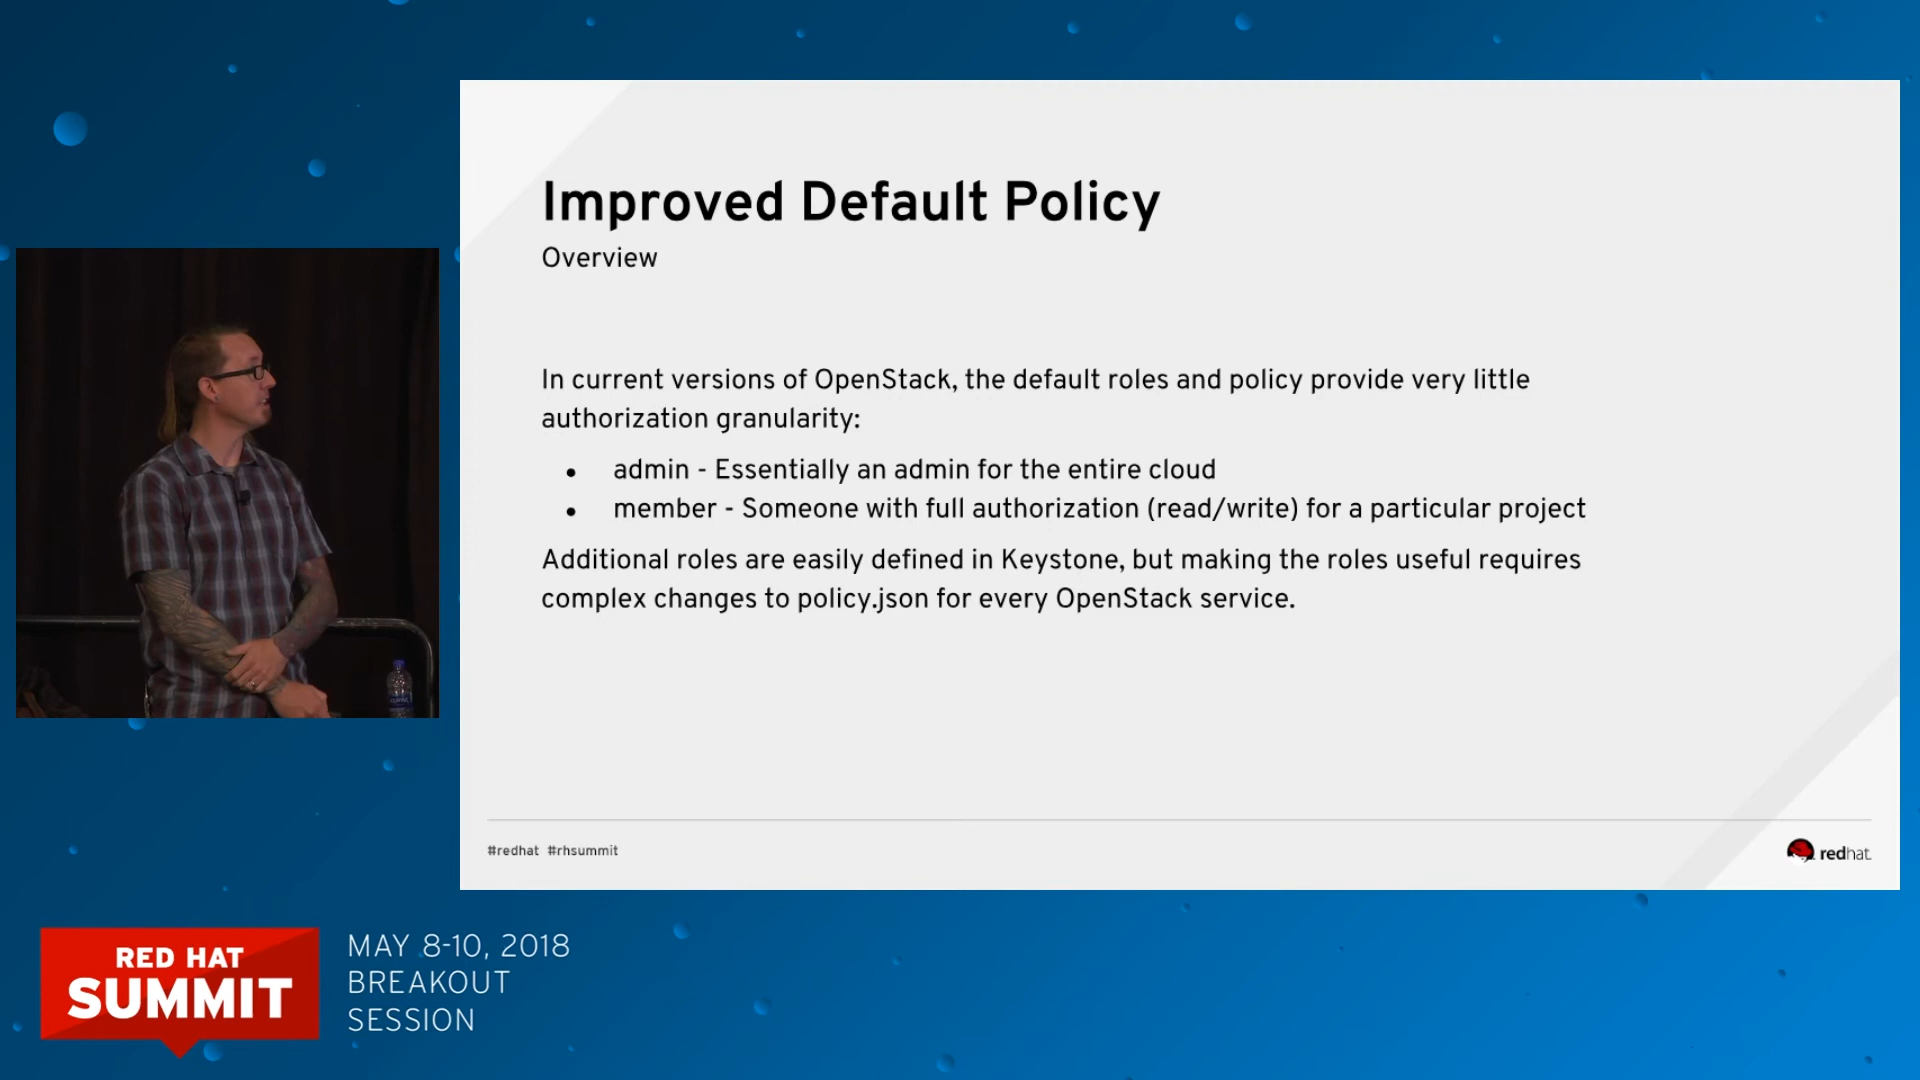 Improved Default Policy
Overview
In current versions of OpenStack, the default roles and policy provide very little
authorization granularity:
● admin - Essentially an admin for the entire cloud
● member - Someone with full authorization (read/write) for a particular project
Additional roles are easily defined in Keystone, but making the roles useful requires
complex changes to policy.json for every OpenStack service.
#redhat #rhsummit
redhat.
RED HAT
SUMMIT
MAY 8-10, 2018
BREAKOUT
SESSION